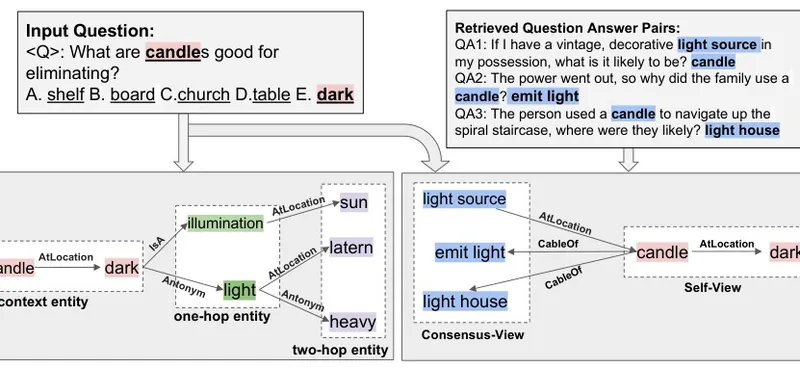 Input Question:
<Q>: What are candles good for
eliminating?
A. shelf B. board C.church D.table E. dark
Retrieved Question Answer Pairs:
QA1: If I have a vintage, decorative light source in
my possession, what is it likely to be? candle
QA2: The power went out, so why did the family use a
candle? emit light
QA3: The person used a candle to navigate up the
spiral staircase, where were they likely? light house
andle
AtLocation
dark
context entity
IsA
Antonym
illumination
light
one-hop entity
AtLocation
AtLocation
Antonym
sun
latern
heavy
two-hop entity
light source
emit light
light house
Consensus-View
AtLocation
CableOf
CableOf
candle
AtLocation
dark
Self-View